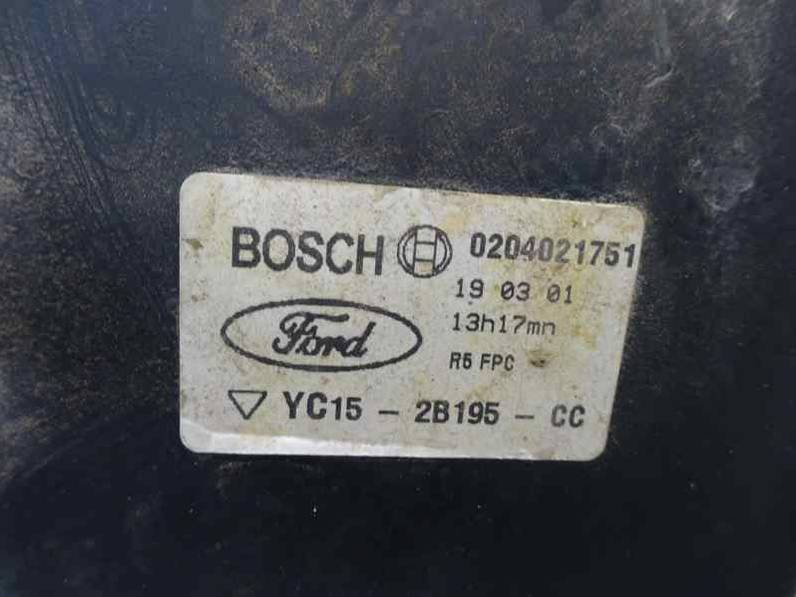 BOSCH 0204021751
19 03 01
Ford 13h17mn
R5 FPC
YC15 - 2B195 - CC